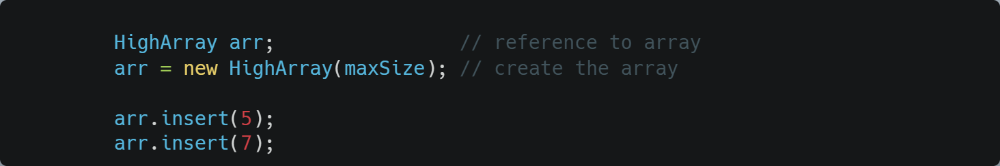 HighArray arr;                // reference to array
arr = new HighArray(maxSize); // create the array
arr.insert(5);
arr.insert(7);